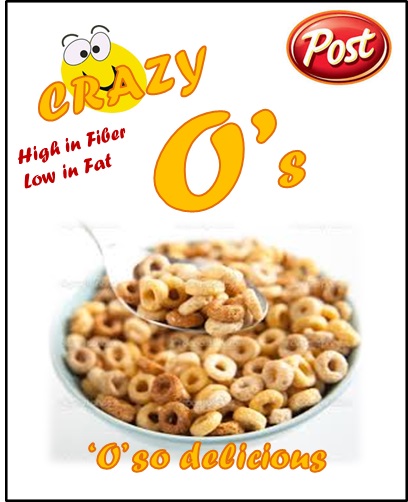 CRAZY
O's
Post
High in Fiber
Low in Fat
'O' so delicious